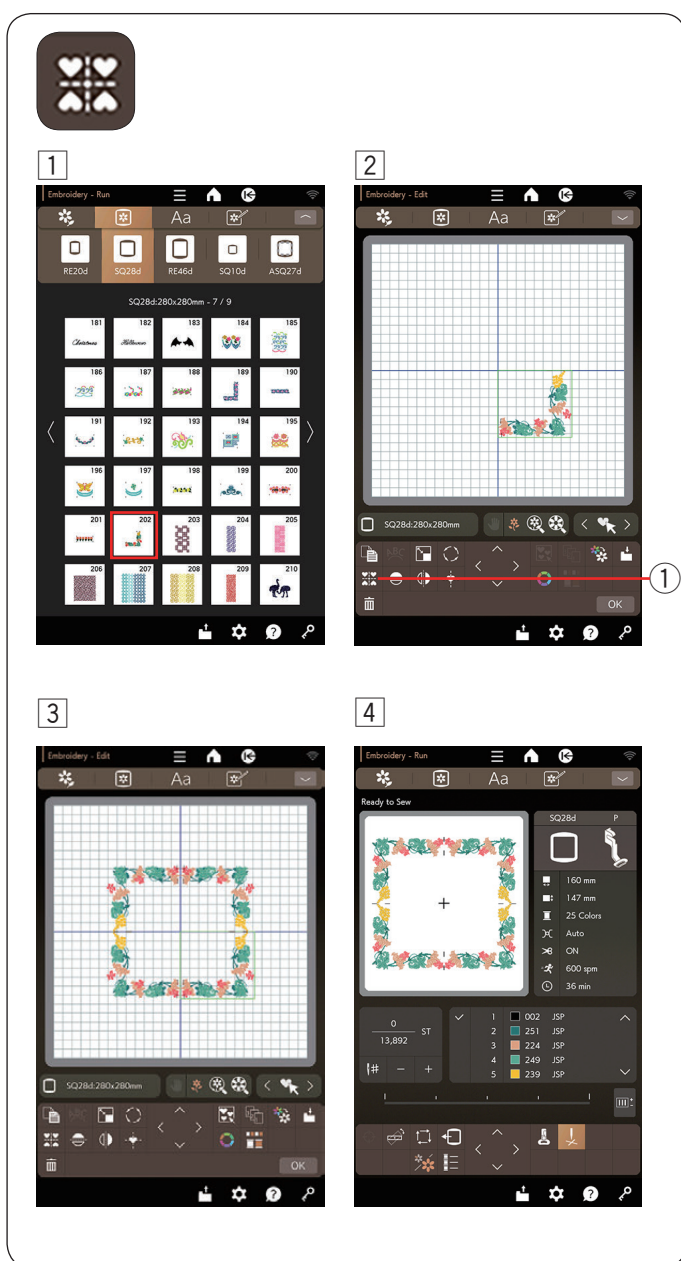 1
Embroidery - Run
Aa
RE20d SQ28d RE46d SQ10d ASQ27d
SQ28d:280x280mm - 7 / 9
181 182 183 184 185
Christmas Halloween
186 187 188 189 190
191 192 193 194 195
196 197 198 199 200
201 202 203 204 205
206 207 208 209 210
2
Embroidery - Edit
Aa
SQ28d:280x280mm
ABC
OK
1
3
Embroidery - Edit
Aa
SQ28d:280x280mm
ABC
OK
4
Embroidery - Run
Aa
Ready to Sew
SQ28d P
160 mm
147 mm
25 Colors
Auto
ON
600 spm
36 min
0
13,892
ST
# - +
1 002 JSP
2 251 JSP
3 224 JSP
4 249 JSP
5 239 JSP